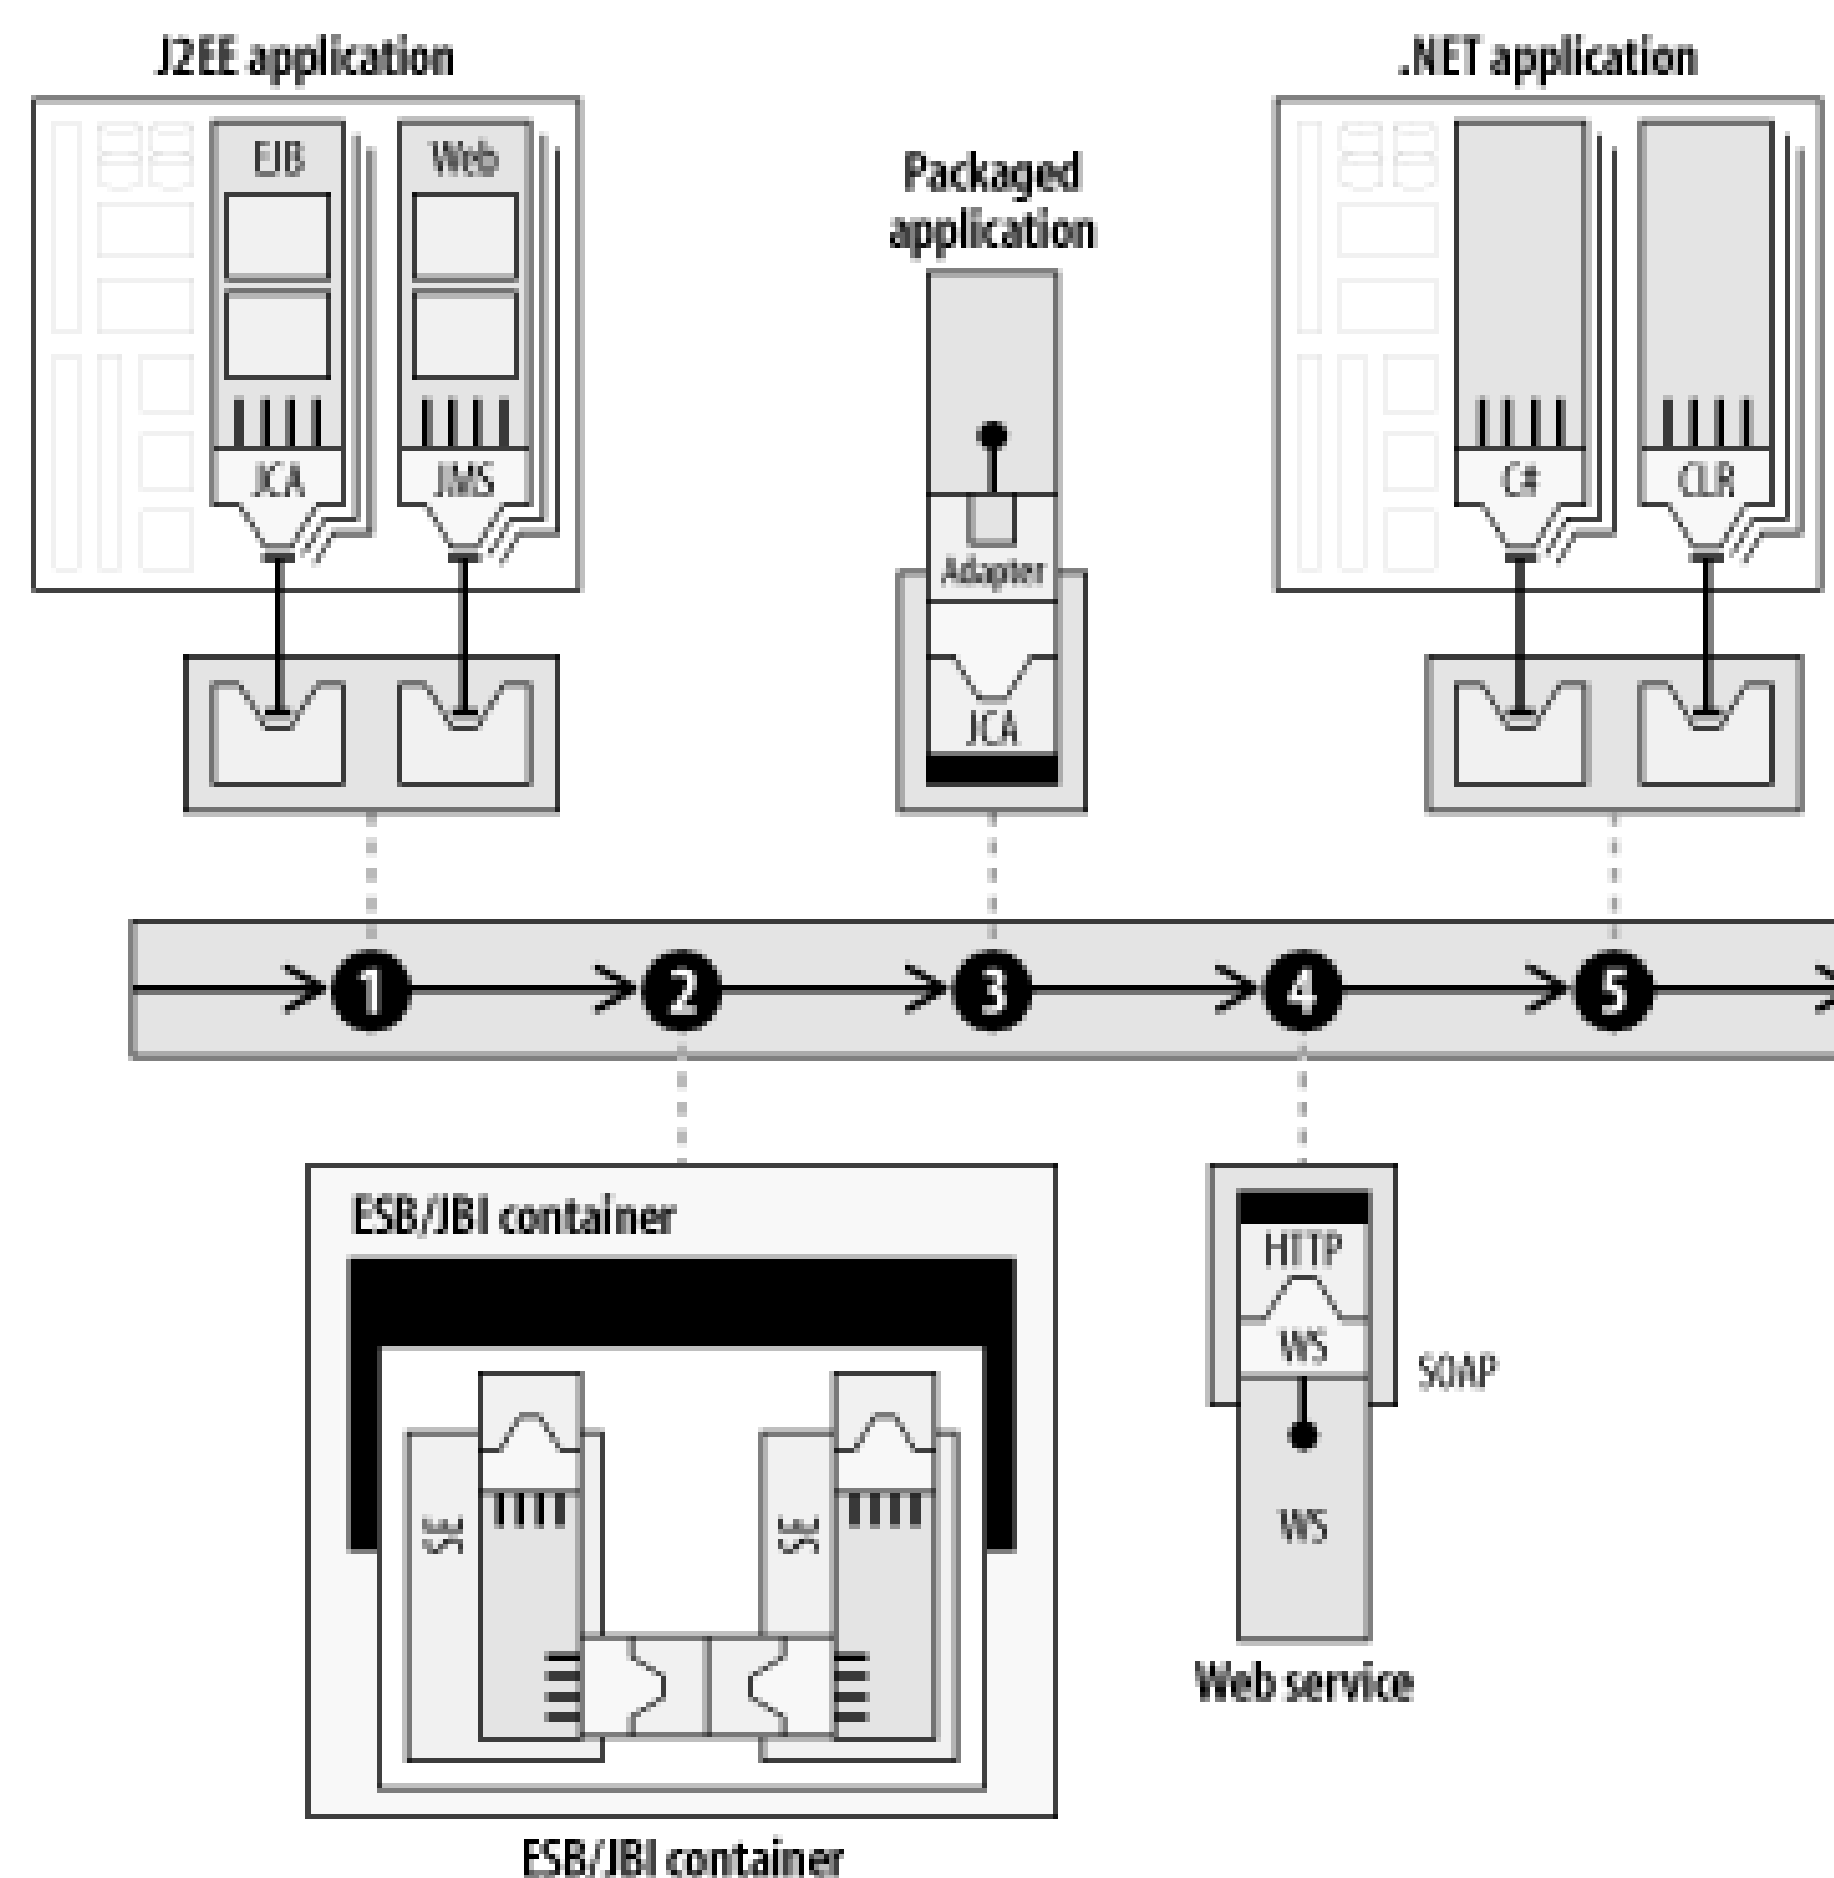 J2EE application
.NET application
EJB
Web
Packaged
application
JCA
JMS
C#
CLR
Adapter
JCA
1
2
3
4
5
ESB/JBI container
HTTP
WS
SOAP
SE
SE
WS
Web service
ESB/JBI container